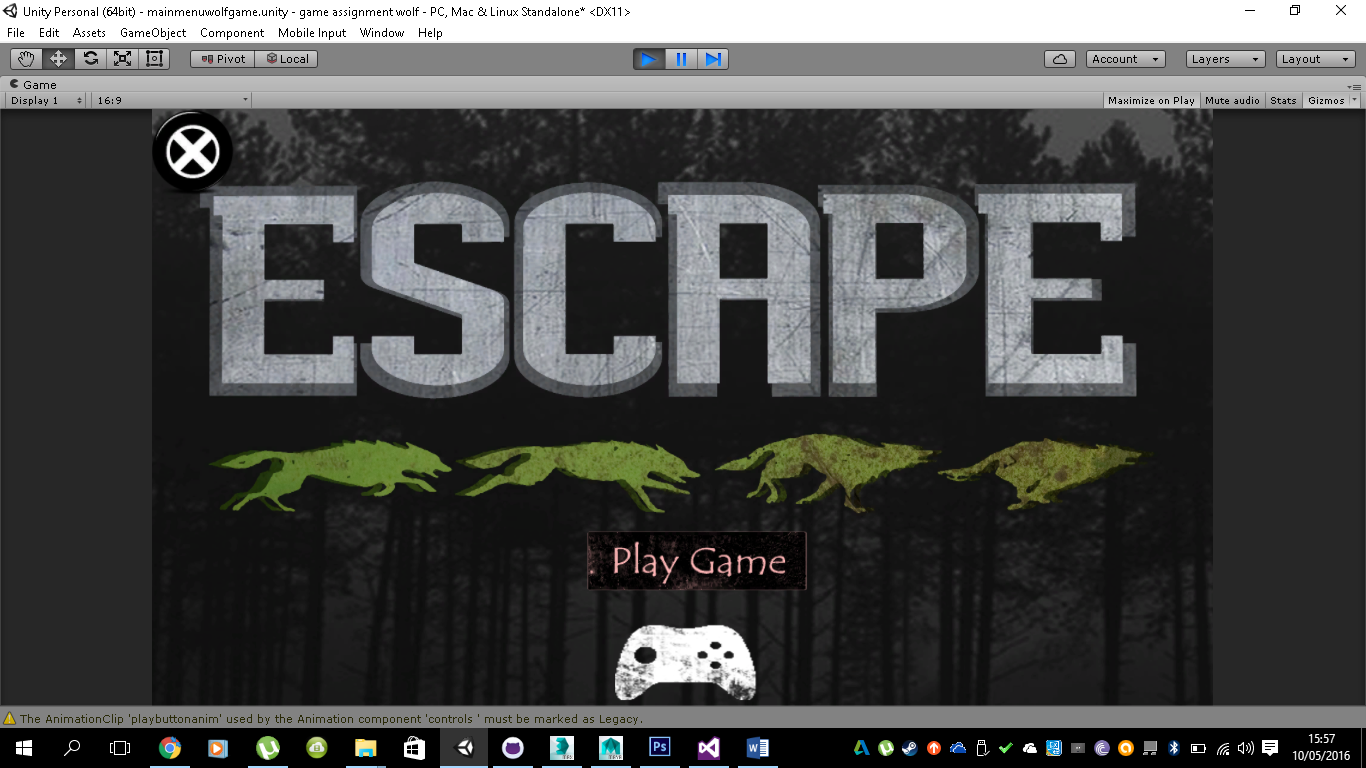 Unity Personal (64bit) - mainmenuwolfgame.unity - game assignment wolf - PC, Mac & Linux Standalone* <DX11>
File Edit Assets GameObject Component Mobile Input Window Help
Pivot Local Account Layers Layout
Game
Display 1 16:9 Maximize on Play Mute audio Stats Gizmos
ESCAPE
Play Game
The AnimationClip 'playbuttonanim' used by the Animation component 'controls ' must be marked as Legacy.
15:57
10/05/2016